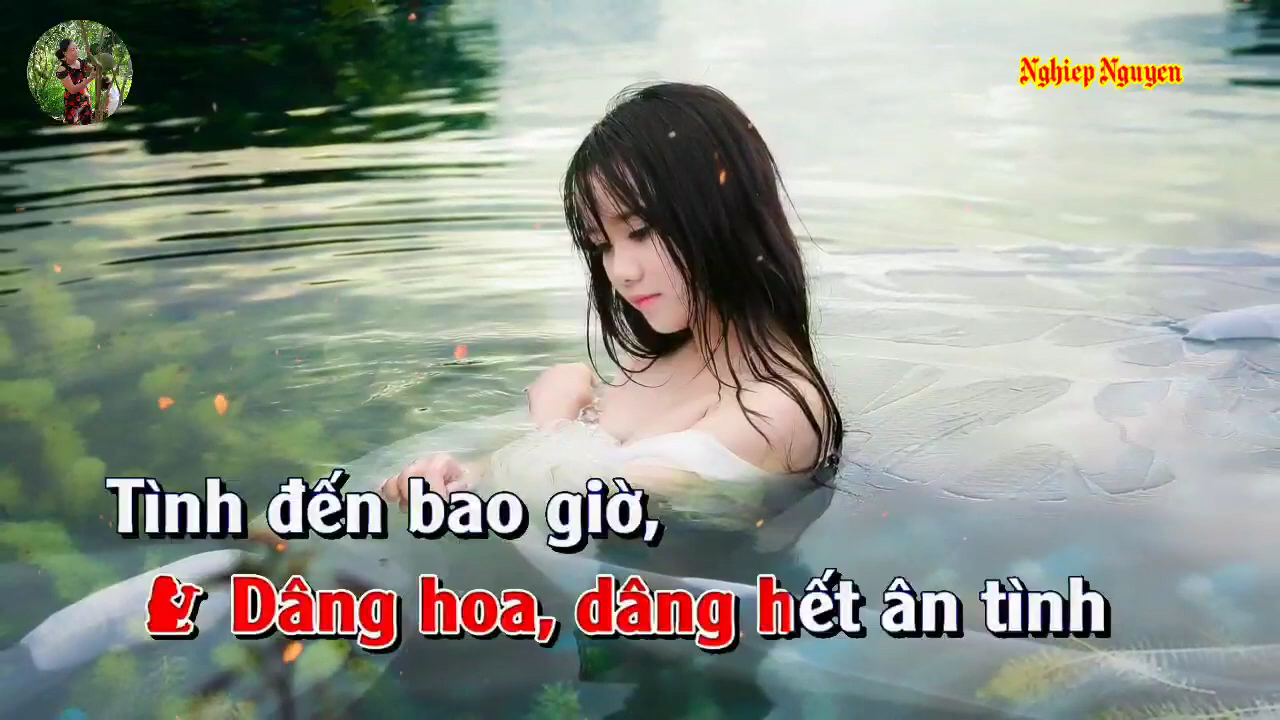 Nghiep Nguyen
Tình đến bao giờ,
Dâng hoa, dâng hết ân tình